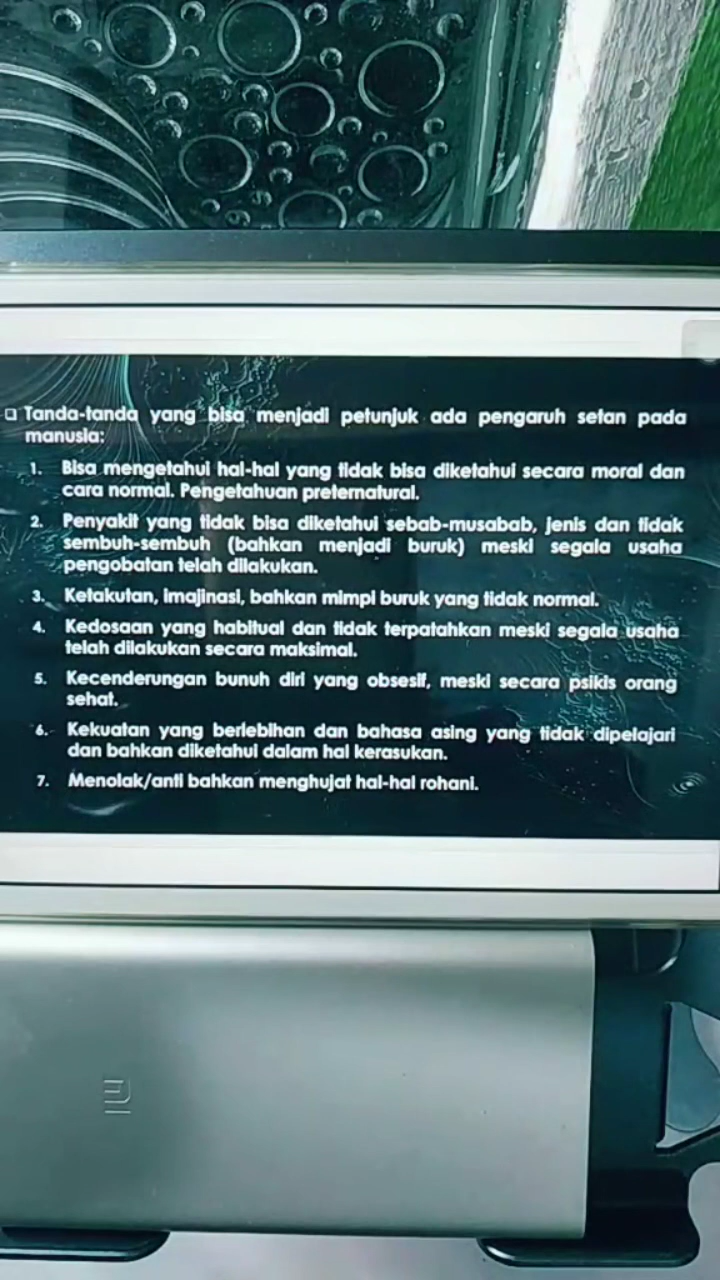 ❑ Tanda-tanda yang bisa menjadi petunjuk ada pengaruh setan pada
manusia:
1. Bisa mengetahui hal-hal yang tidak bisa diketahui secara moral dan
cara normal. Pengetahuan preternatural.
2. Penyakit yang tidak bisa diketahui sebab-musabab, jenis dan tidak
sembuh-sembuh (bahkan menjadi buruk) meski segala usaha
pengobatan telah dilakukan.
3. Ketakutan, imajinasi, bahkan mimpi buruk yang tidak normal.
4. Kedosaan yang habitual dan tidak terpatahkan meski segala usaha
telah dilakukan secara maksimal.
5. Kecenderungan bunuh diri yang obsesif, meski secara psikis orang
sehat.
6. Kekuatan yang berlebihan dan bahasa asing yang tidak dipelajari
dan bahkan diketahui dalam hal kerasukan.
7. Menolak/anti bahkan menghujat hal-hal rohani.
mi